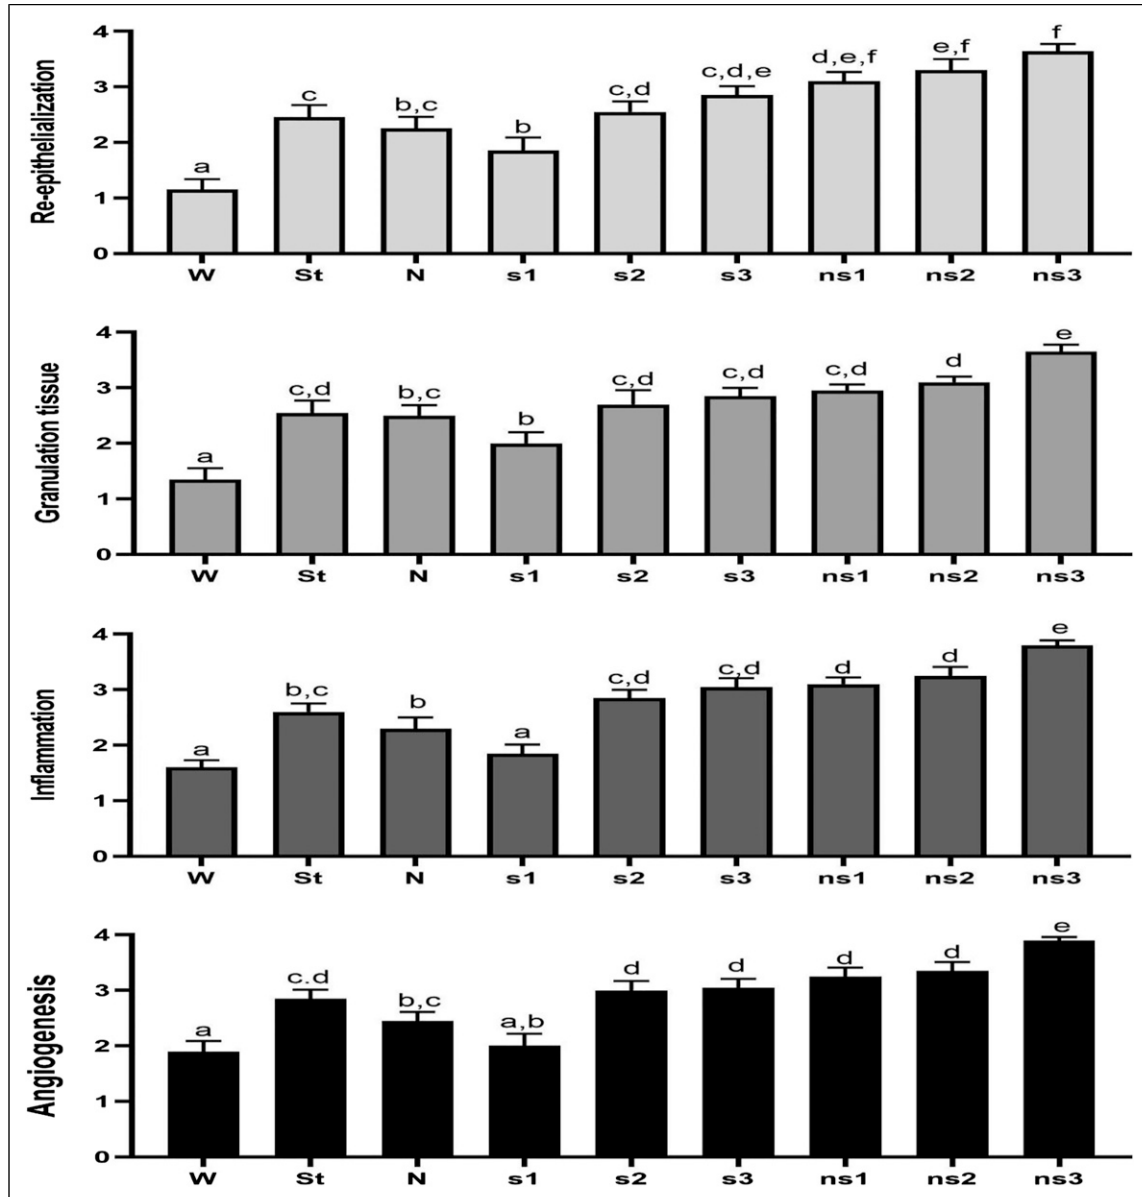 Re-epithelialization
4
3
2
1
0
a
c
b,c
b
c,d
c,d,e
d,e,f
e,f
f
W St N s1 s2 s3 ns1 ns2 ns3
Granulation tissue
4
3
2
1
0
a
c,d
b,c
b
c,d
c,d
c,d
d
e
W St N s1 s2 s3 ns1 ns2 ns3
Inflammation
4
3
2
1
0
a
b,c
b
a
c,d
c,d
d
d
e
W St N s1 s2 s3 ns1 ns2 ns3
Angiogenesis
4
3
2
1
0
a
c.d
b,c
a,b
d
d
d
d
e
W St N s1 s2 s3 ns1 ns2 ns3